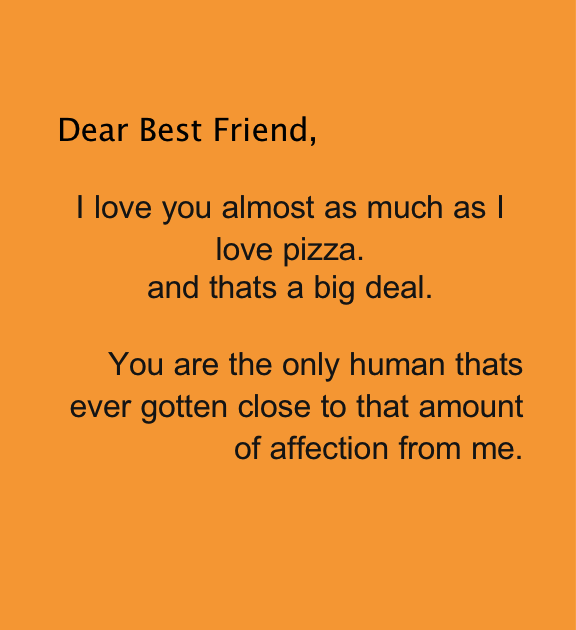 Dear Best Friend,
I love you almost as much as I
love pizza.
and thats a big deal.
You are the only human thats
ever gotten close to that amount
of affection from me.